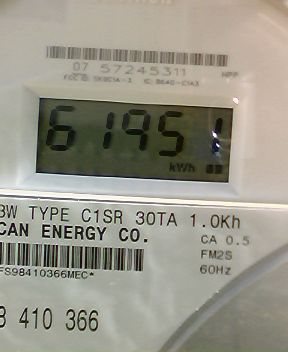 07 57245311
61951
kWh
3W TYPE C1SR 30TA 1.0Kh
CAN ENERGY CO.
CA 0.5
FM2S
60Hz
FS98410366MEC*
8 410 366